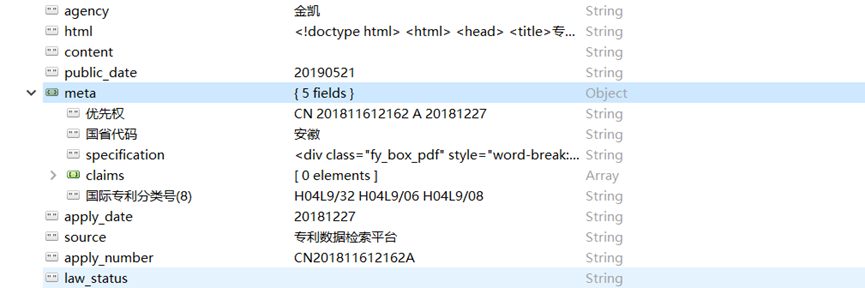 agency 金凯 String
html <!doctype html> <html> <head> <title>专... String
content String
public_date 20190521 String
meta { 5 fields } Object
优先权 CN 201811612162 A 20181227 String
国省代码 安徽 String
specification <div class="fy_box_pdf" style="word-break:... String
claims [ 0 elements ] Array
国际专利分类号(8) H04L9/32 H04L9/06 H04L9/08 String
apply_date 20181227 String
source 专利数据检索平台 String
apply_number CN201811612162A String
law_status String